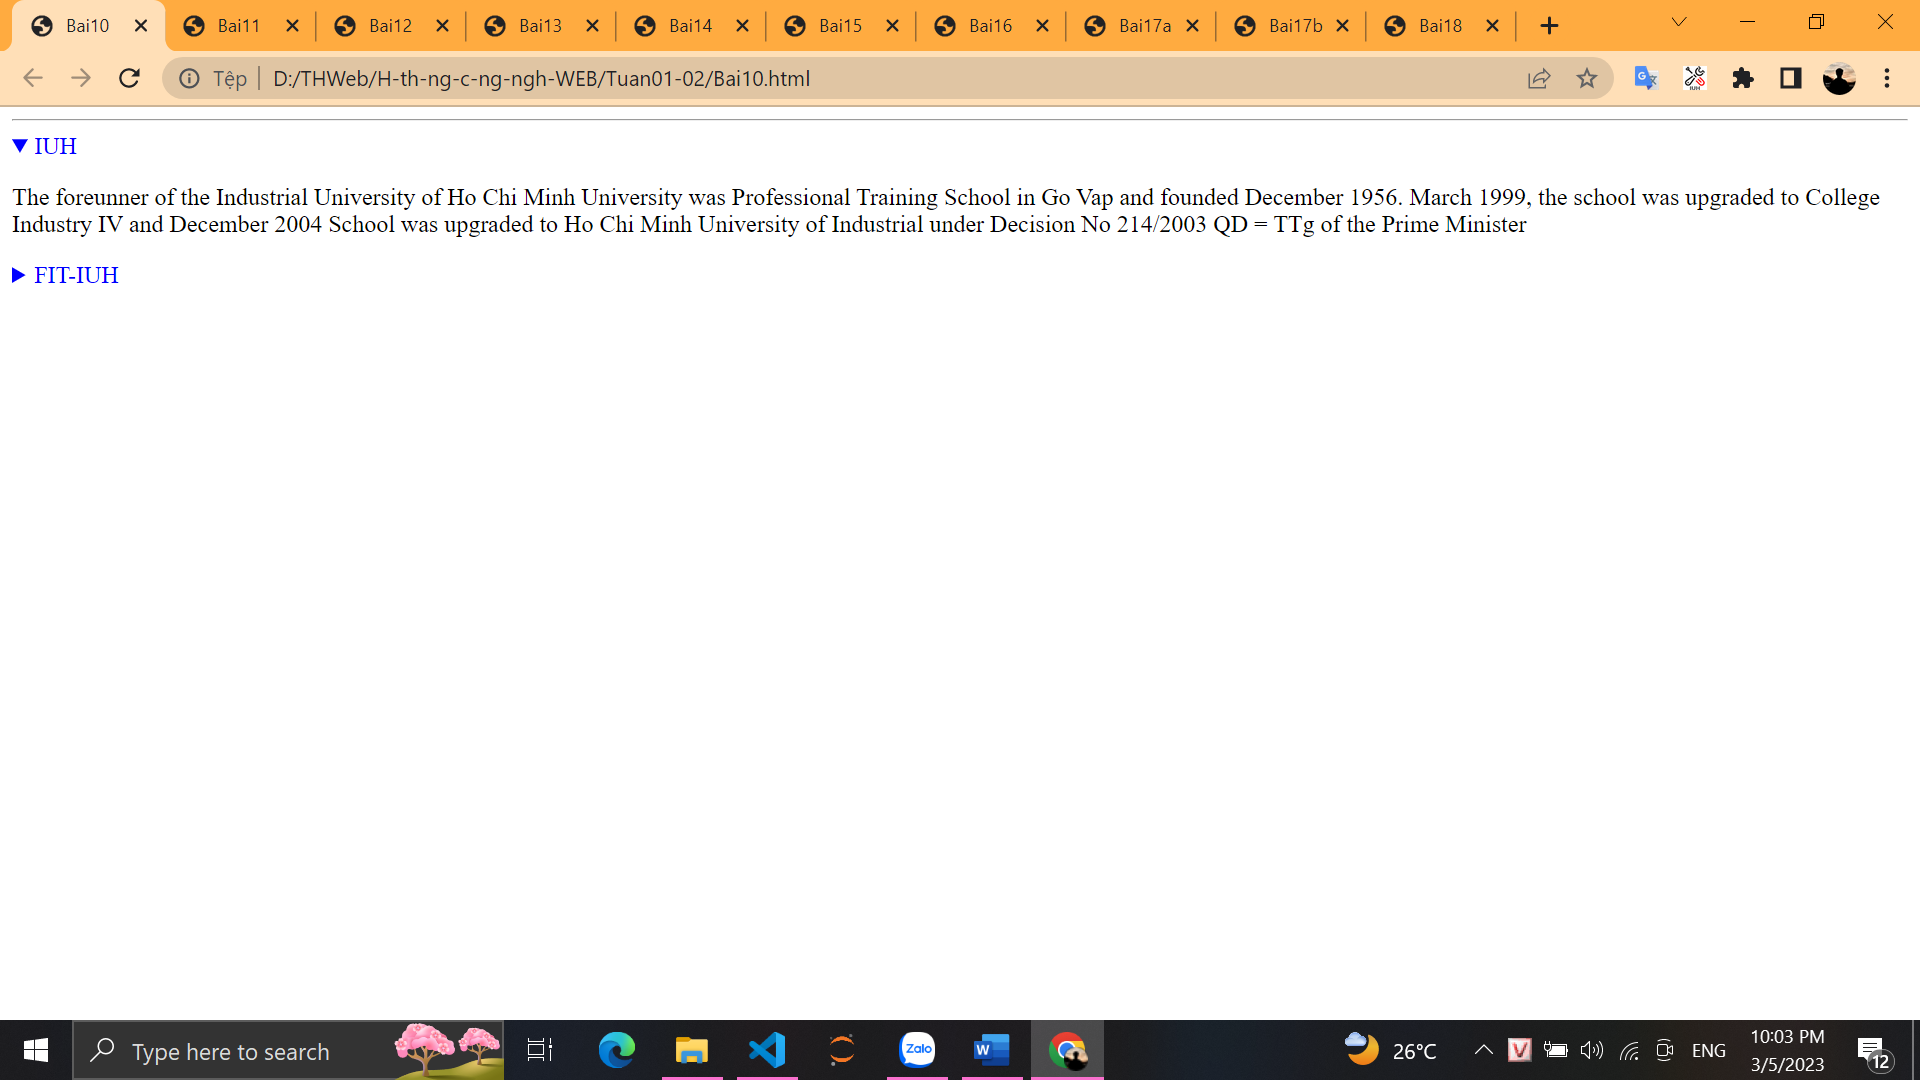 Bai10
Bai11
Bai12
Bai13
Bai14
Bai15
Bai16
Bai17a
Bai17b
Bai18
Tệp
D:/THWeb/H-th-ng-c-ng-ngh-WEB/Tuan01-02/Bai10.html
IUH
The foreunner of the Industrial University of Ho Chi Minh University was Professional Training School in Go Vap and founded December 1956. March 1999, the school was upgraded to College
Industry IV and December 2004 School was upgraded to Ho Chi Minh University of Industrial under Decision No 214/2003 QD = TTg of the Prime Minister
FIT-IUH
Type here to search
Zalo
W
26°C
V
ENG
10:03 PM
3/5/2023
12